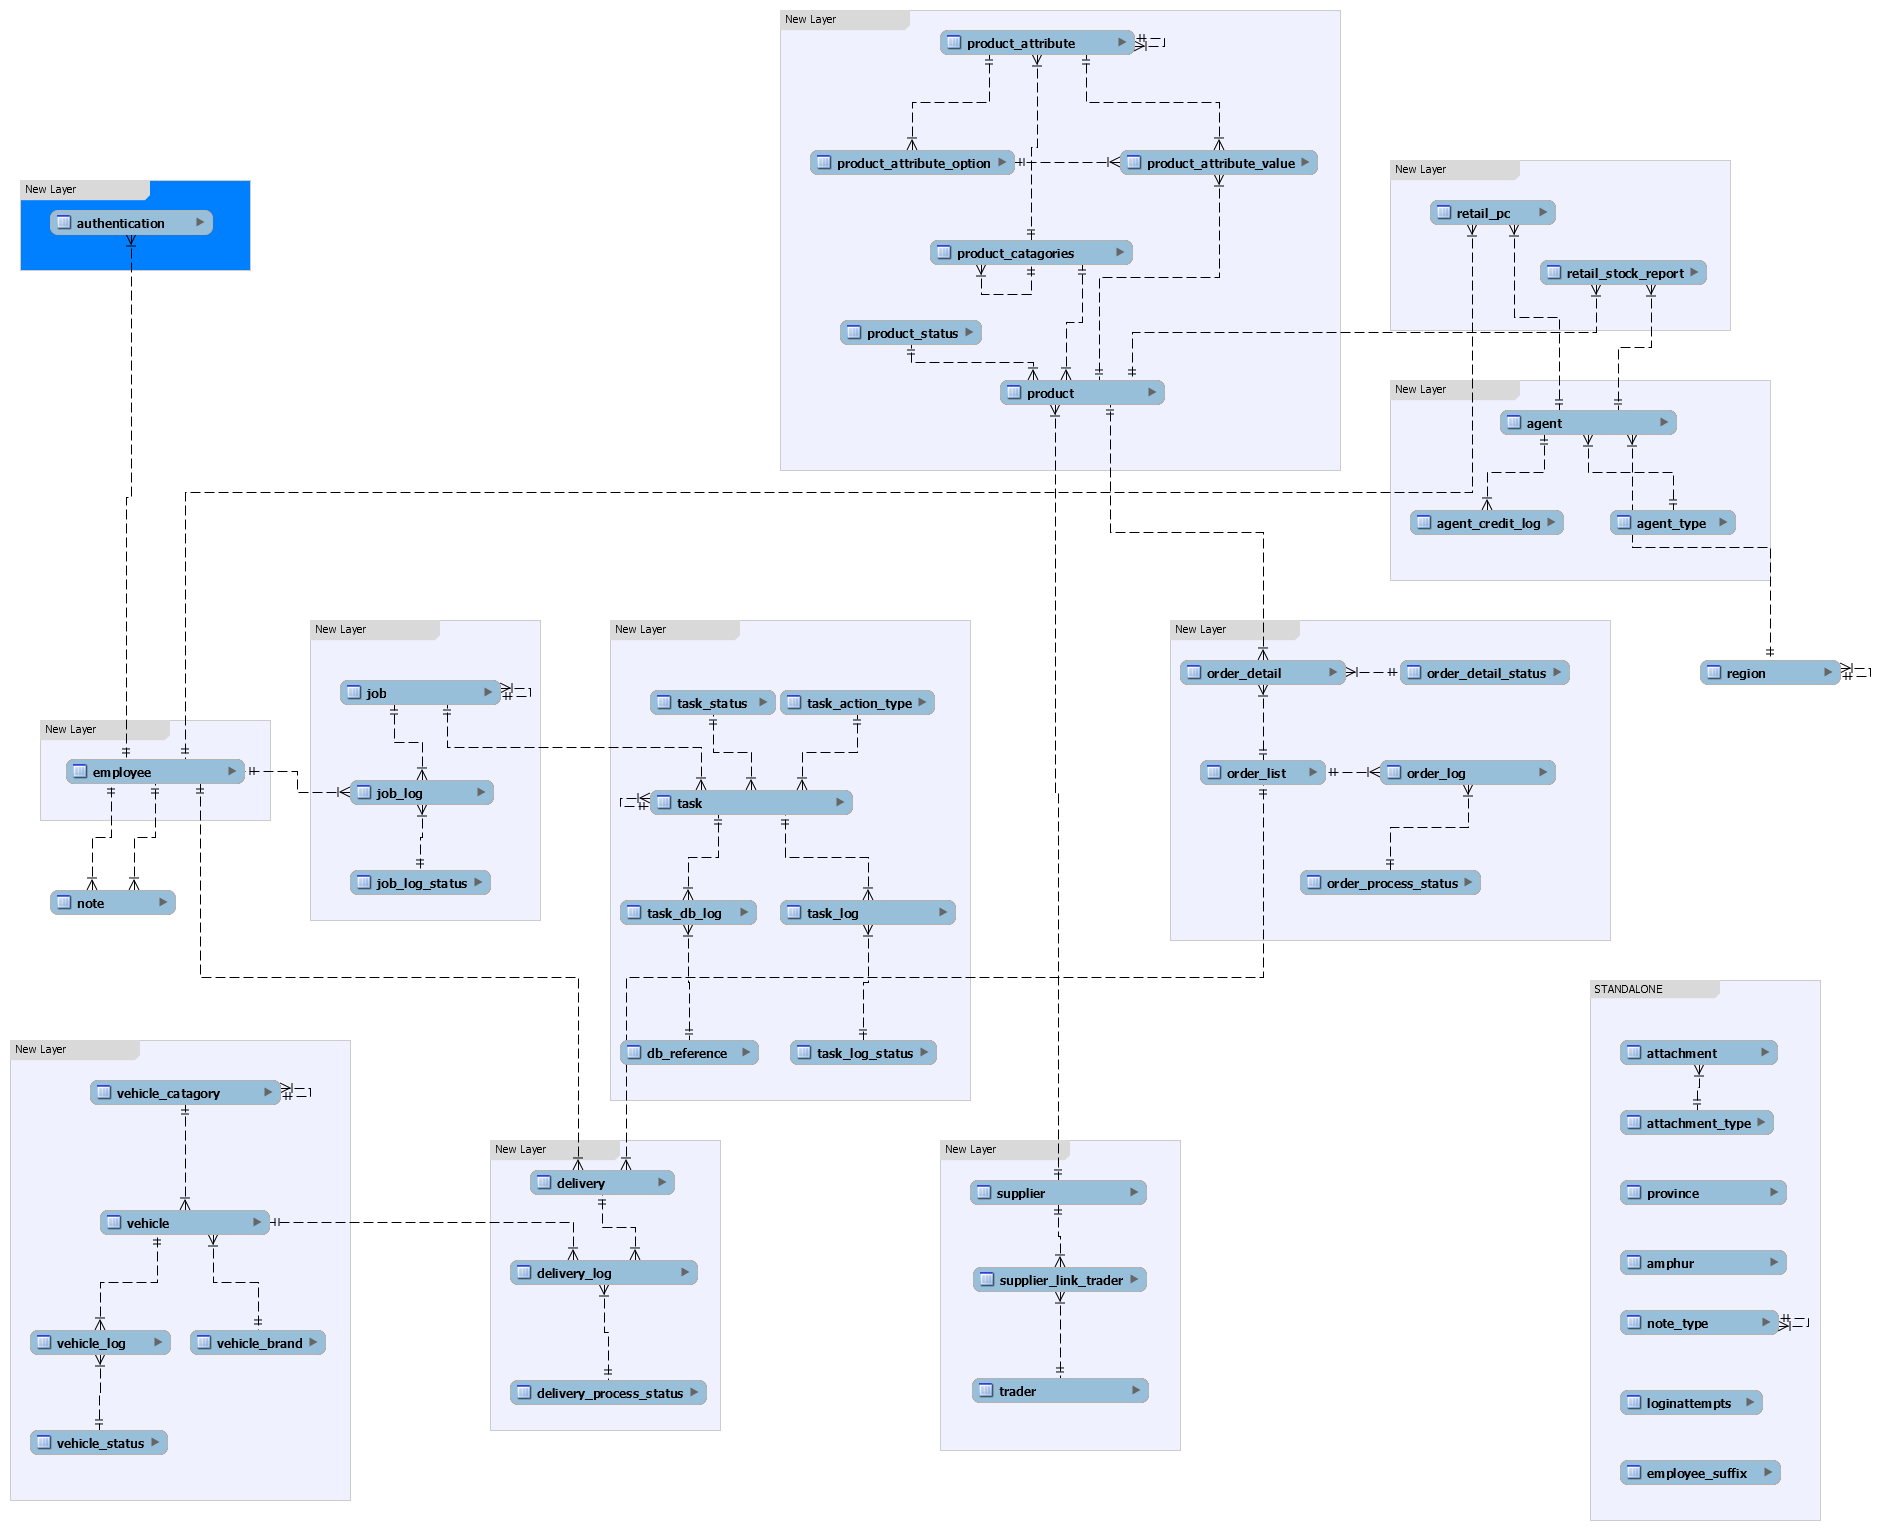 New Layer
product_attribute
product_attribute_option
product_attribute_value
product_catagories
product_status
product
New Layer
authentication
New Layer
retail_pc
retail_stock_report
New Layer
agent
agent_credit_log
agent_type
region
New Layer
employee
note
New Layer
job
job_log
job_log_status
New Layer
task_status
task_action_type
task
task_db_log
task_log
db_reference
task_log_status
New Layer
order_detail
order_detail_status
order_list
order_log
order_process_status
New Layer
vehicle_catagory
vehicle
vehicle_log
vehicle_brand
vehicle_status
New Layer
delivery
delivery_log
delivery_process_status
New Layer
supplier
supplier_link_trader
trader
STANDALONE
attachment
attachment_type
province
amphur
note_type
loginattempts
employee_suffix